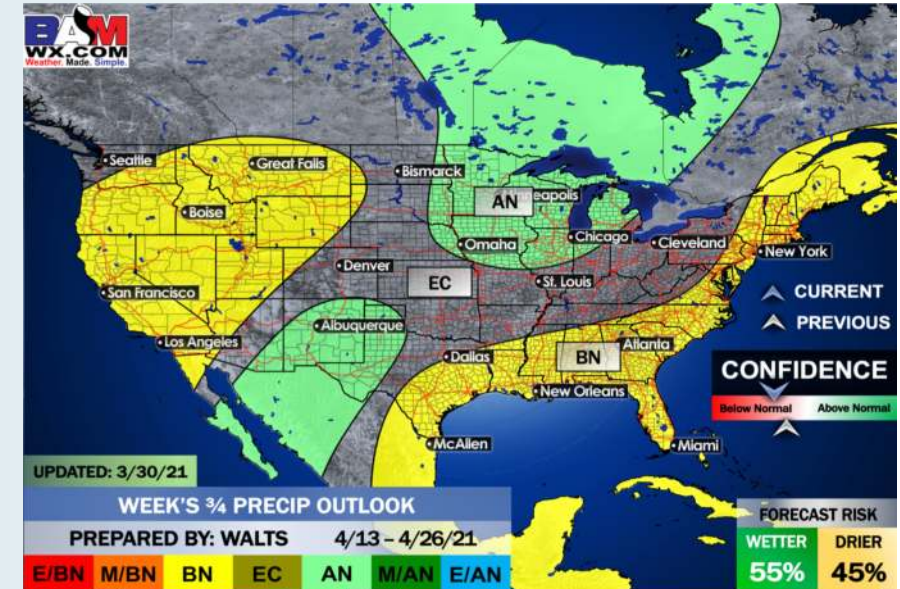 BAM
WX.COM
Weather. Made. Simple.
Seattle
Great Falls
Bismarck
Boise
AN
eapolis
Omaha
Chicago
Cleveland
New York
San Francisco
Denver
EC
St. Louis
CURRENT
PREVIOUS
Los Angeles
Albuquerque
Dallas
BN
Atlanta
New Orleans
CONFIDENCE
Below Normal Above Normal
McAllen
Miami
UPDATED: 3/30/21
WEEK'S ¾ PRECIP OUTLOOK
PREPARED BY: WALTS 4/13 – 4/26/21
E/BN M/BN BN EC AN M/AN E/AN
FORECAST RISK
WETTER DRIER
55% 45%